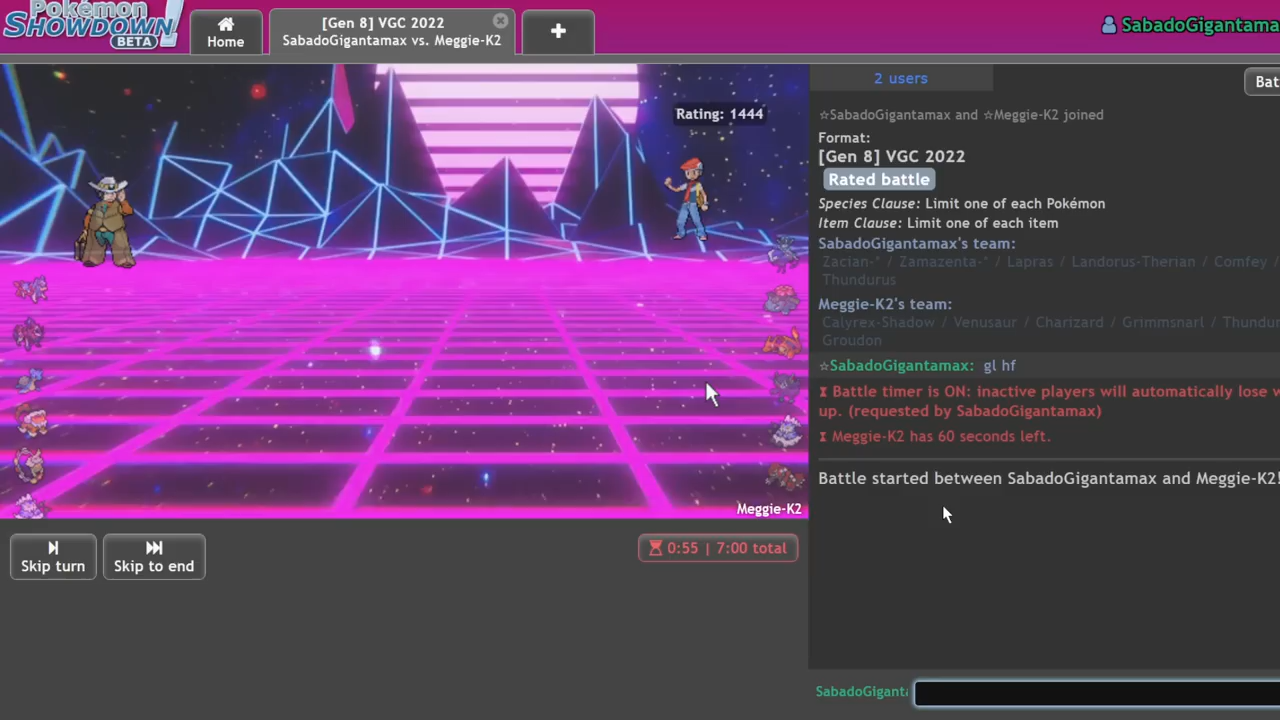 Pokémon
SHOWDOWN!
BETA
Home
[Gen 8] VGC 2022
SabadoGigantamax vs. Meggie-K2
SabadoGigantama
Rating: 1444
Meggie-K2
Skip turn
Skip to end
0:55 | 7:00 total
2 users
Bat
☆SabadoGigantamax and ☆Meggie-K2 joined
Format:
[Gen 8] VGC 2022
Rated battle
Species Clause: Limit one of each Pokémon
Item Clause: Limit one of each item
SabadoGigantamax's team:
Zacian-* / Zamazenta-* / Lapras / Landorus-Therian / Comfey /
Thundurus
Meggie-K2's team:
Calyrex-Shadow / Venusaur / Charizard / Grimmsnarl / Thundu
Groudon
☆SabadoGigantamax: gl hf
Battle timer is ON: inactive players will automatically lose w
up. (requested by SabadoGigantamax)
Meggie-K2 has 60 seconds left.
Battle started between SabadoGigantamax and Meggie-K2!
SabadoGiganta